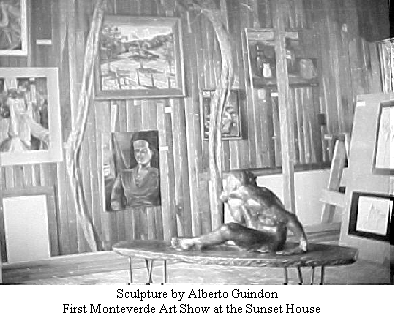 Sculpture by Alberto Guindon
First Monteverde Art Show at the Sunset House